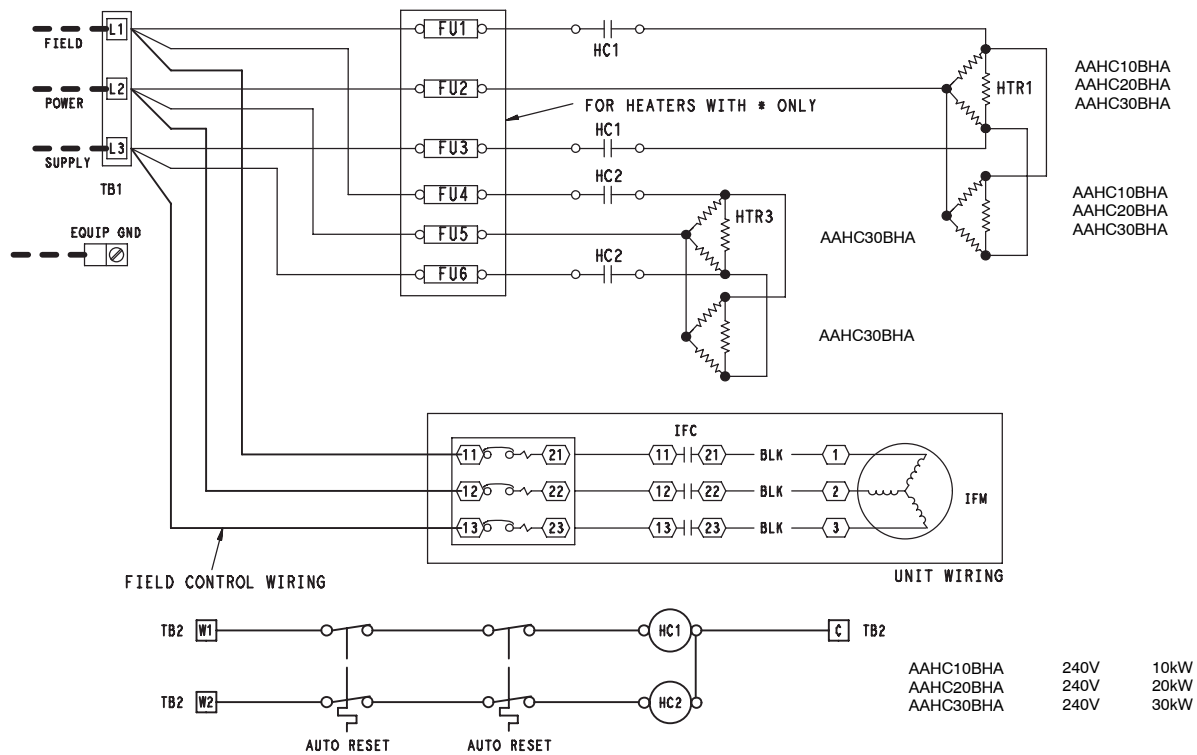 L1 FU1 HC1
FIELD
L2 FU2 HTR1
POWER
FOR HEATERS WITH * ONLY
AAHC10BHA
AAHC20BHA
AAHC30BHA
L3 FU3 HC1
SUPPLY
TB1
FU4 HC2
HTR3
AAHC10BHA
AAHC20BHA
AAHC30BHA
EQUIP GND
FU5
AAHC30BHA
FU6 HC2
AAHC30BHA
IFC
11 21 11 21 BLK 1
12 22 12 22 BLK 2 IFM
13 23 13 23 BLK 3
FIELD CONTROL WIRING
UNIT WIRING
TB2 W1 HC1 C TB2
TB2 W2 HC2
AUTO RESET AUTO RESET
AAHC10BHA 240V 10kW
AAHC20BHA 240V 20kW
AAHC30BHA 240V 30kW